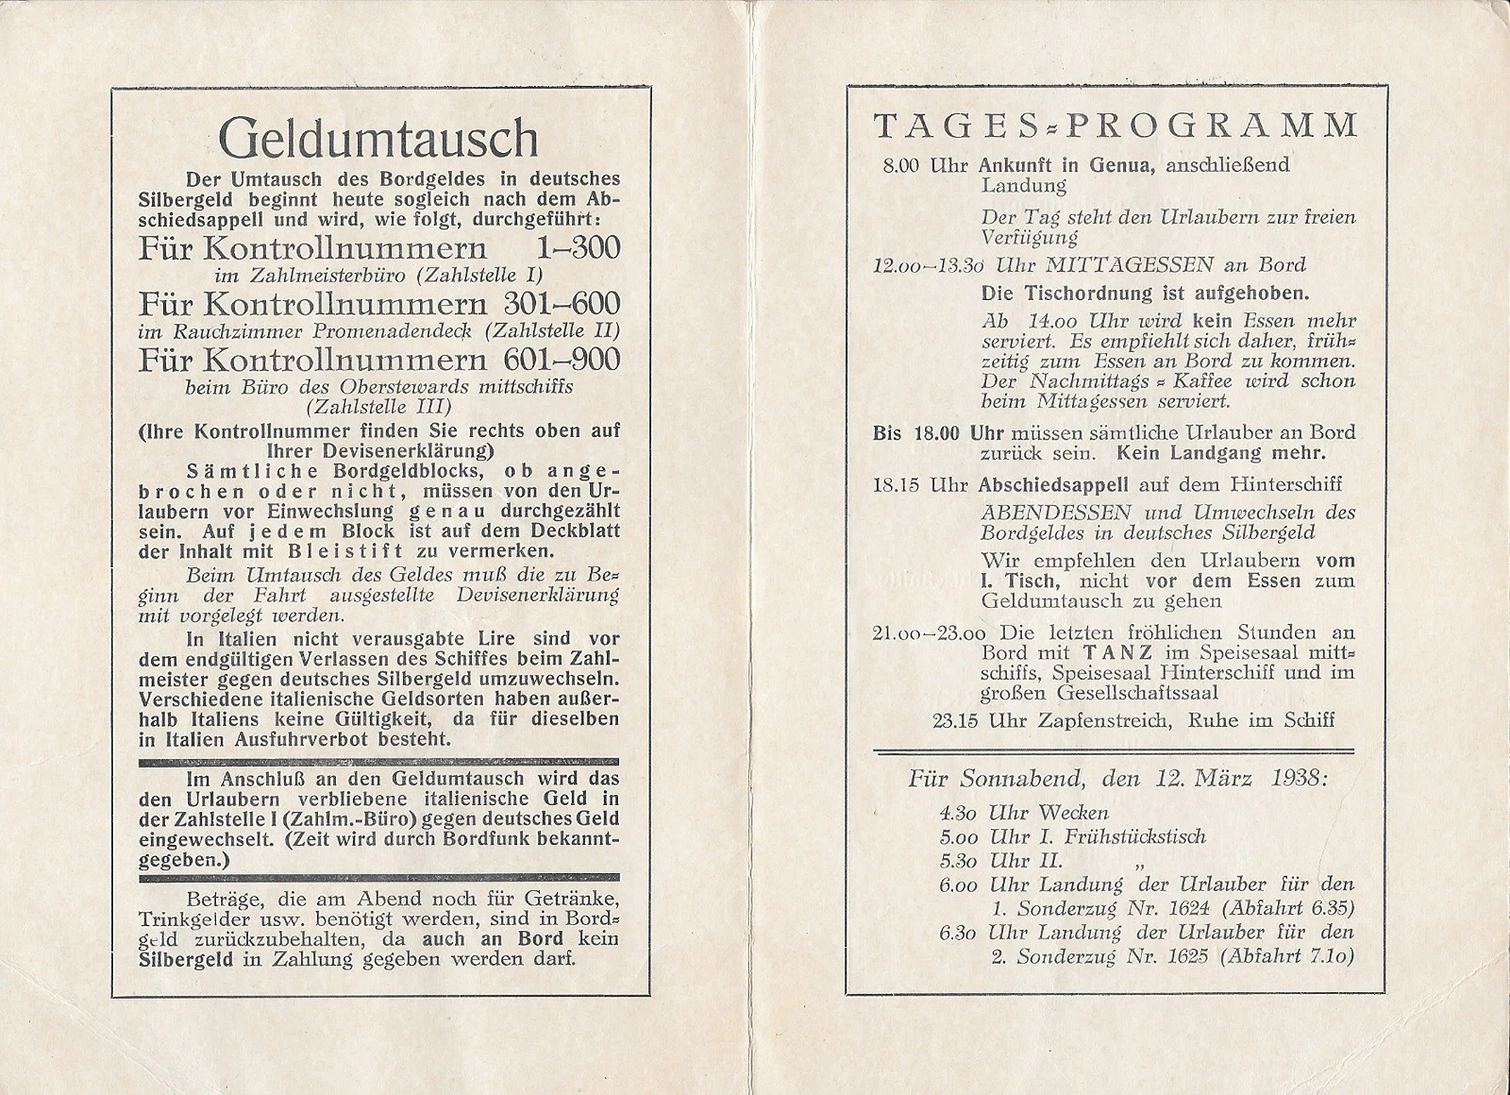 Geldumtausch
Der Umtausch des Bordgeldes in deutsches
Silbergeld beginnt heute sogleich nach dem Ab-
schiedsappell und wird, wie folgt, durchgeführt:
Für Kontrollnummern 1–300
im Zahlmeisterbüro (Zahlstelle I)
Für Kontrollnummern 301–600
im Rauchzimmer Promenadendeck (Zahlstelle II)
Für Kontrollnummern 601–900
beim Büro des Oberstewards mittschiffs
(Zahlstelle III)
(Ihre Kontrollnummer finden Sie rechts oben auf
Ihrer Devisenerklärung)
Sämtliche Bordgeldblocks, ob ange-
brochen oder nicht, müssen von den Ur-
laubern vor Einwechslung genau durchgezählt
sein. Auf jedem Block ist auf dem Deckblatt
der Inhalt mit Bleistift zu vermerken.
Beim Umtausch des Geldes muß die zu Be-
ginn der Fahrt ausgestellte Devisenerklärung
mit vorgelegt werden.
In Italien nicht verausgabte Lire sind vor
dem endgültigen Verlassen des Schiffes beim Zahl-
meister gegen deutsches Silbergeld umzuwechseln.
Verschiedene italienische Geldsorten haben außer-
halb Italiens keine Gültigkeit, da für dieselben
in Italien Ausfuhrverbot besteht.
Im Anschluß an den Geldumtausch wird das
den Urlaubern verbliebene italienische Geld in
der Zahlstelle I (Zahlm.-Büro) gegen deutsches Geld
eingewechselt. (Zeit wird durch Bordfunk bekannt-
gegeben.)
Beträge, die am Abend noch für Getränke,
Trinkgelder usw. benötigt werden, sind in Bord-
geld zurückzubehalten, da auch an Bord kein
Silbergeld in Zahlung gegeben werden darf.
TAGES-PROGRAMM
8.00 Uhr Ankunft in Genua, anschließend
Landung
Der Tag steht den Urlaubern zur freien
Verfügung
12.00–13.30 Uhr MITTAGESSEN an Bord
Die Tischordnung ist aufgehoben.
Ab 14.00 Uhr wird kein Essen mehr
serviert. Es empfiehlt sich daher, früh-
zeitig zum Essen an Bord zu kommen.
Der Nachmittags-Kaffee wird schon
beim Mittagessen serviert.
Bis 18.00 Uhr müssen sämtliche Urlauber an Bord
zurück sein. Kein Landgang mehr.
18.15 Uhr Abschiedsappell auf dem Hinterschiff
ABENDESSEN und Umwechseln des
Bordgeldes in deutsches Silbergeld
Wir empfehlen den Urlaubern vom
I. Tisch, nicht vor dem Essen zum
Geldumtausch zu gehen
21.00–23.00 Die letzten fröhlichen Stunden an
Bord mit TANZ im Speisesaal mitt-
schiffs, Speisesaal Hinterschiff und im
großen Gesellschaftssaal
23.15 Uhr Zapfenstreich, Ruhe im Schiff
Für Sonnabend, den 12. März 1938:
4.30 Uhr Wecken
5.00 Uhr I. Frühstückstisch
5.30 Uhr II. „
6.00 Uhr Landung der Urlauber für den
1. Sonderzug Nr. 1624 (Abfahrt 6.35)
6.30 Uhr Landung der Urlauber für den
2. Sonderzug Nr. 1625 (Abfahrt 7.10)